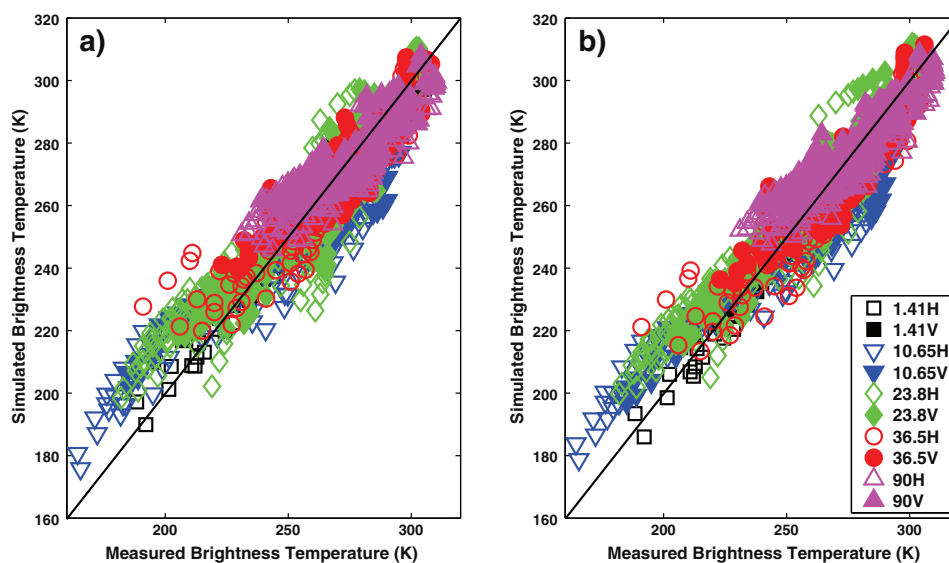 a)
Simulated Brightness Temperature (K)
320
300
280
260
240
220
200
180
160
200
250
300
Measured Brightness Temperature (K)
b)
Simulated Brightness Temperature (K)
320
300
280
260
240
220
200
180
160
200
250
300
Measured Brightness Temperature (K)
1.41H
1.41V
10.65H
10.65V
23.8H
23.8V
36.5H
36.5V
90H
90V